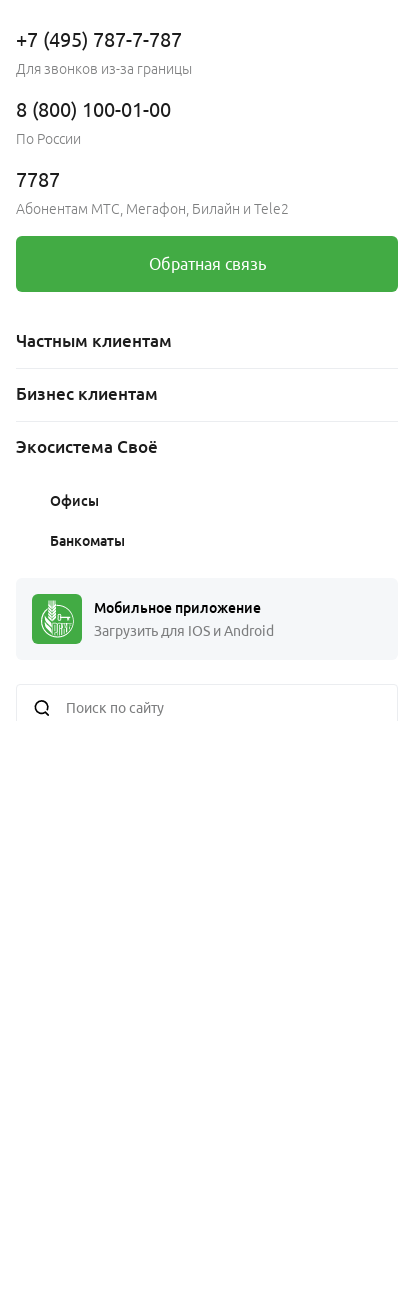 +7 (495) 787-7-787
Для звонков из-за границы
8 (800) 100-01-00
По России
7787
Абонентам МТС, Мегафон, Билайн и Tele2
Обратная связь
Частным клиентам
Бизнес клиентам
Экосистема Своё
Офисы
Банкоматы
Мобильное приложение
Загрузить для IOS и Android
Поиск по сайту